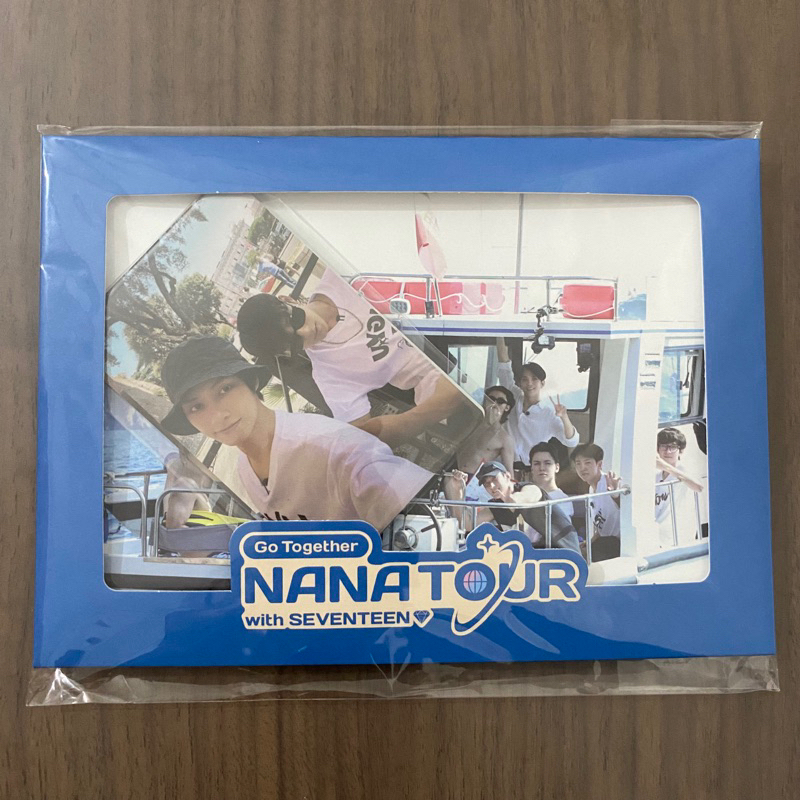 Go Together
NANA TOUR
with SEVENTEEN